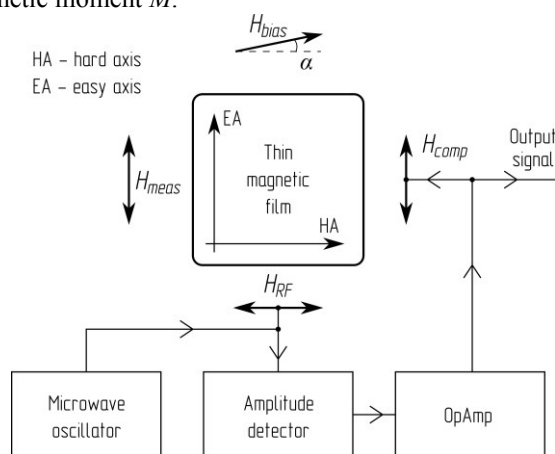 netic moment M.
H_bias
α
HA – hard axis
EA – easy axis
EA
Thin
magnetic
film
HA
H_meas
H_comp
Output
signal
H_RF
Microwave
oscillator
Amplitude
detector
OpAmp